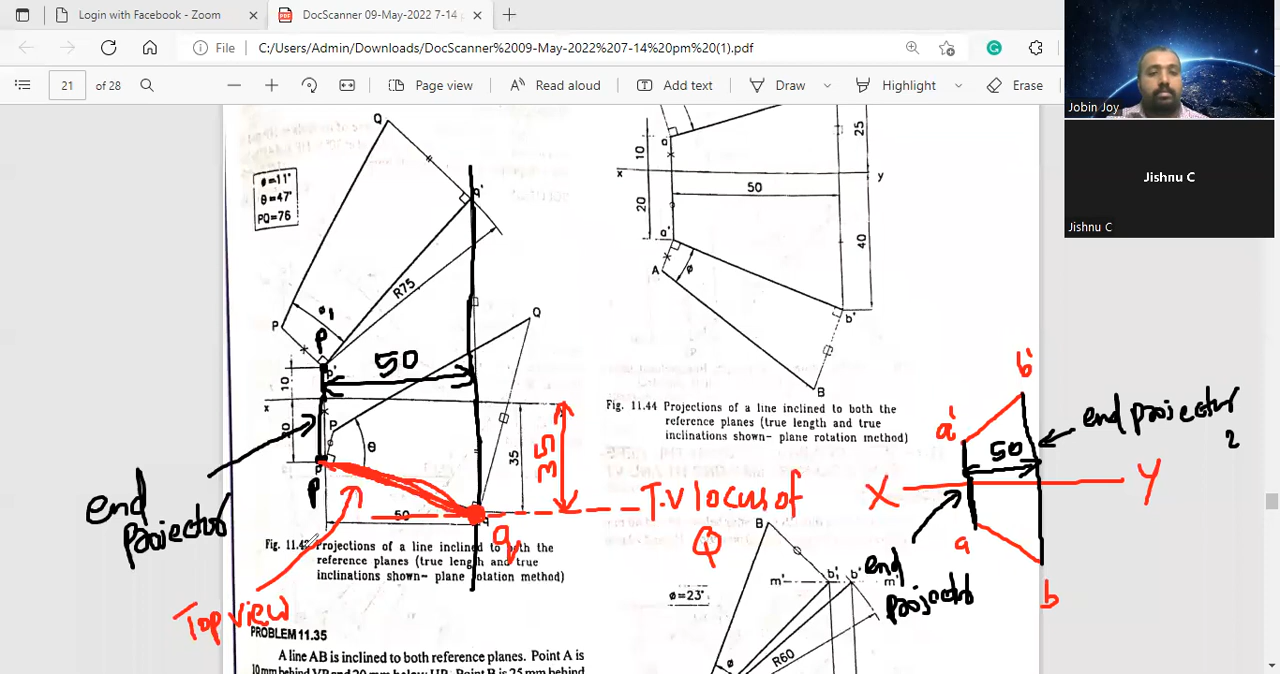 Login with Facebook - Zoom
DocScanner 09-May-2022 7-14
File
C:/Users/Admin/Downloads/DocScanner%2009-May-2022%207-14%20pm%20(1).pdf
21 of 28
Page view
Read aloud
Add text
Draw
Highlight
Erase
Jobin Joy
Jishnu C
Jishnu C
Q
ø=11°
θ=47°
PQ=76
q'
R75
P
P
p'
50
10
x
P
θ
Q
35
35
end
projector
p
P
50
q
T.V locus of
Q
Top view
Fig. 11.42 Projections of a line inclined to both the
reference planes (true length and true
inclinations shown- plane rotation method)
PROBLEM 11.35
A line AB is inclined to both reference planes. Point A is
a
10
25
x
y
50
20
40
a'
A
ø
b'
B
Fig. 11.44 Projections of a line inclined to both the
reference planes (true length and true
inclinations shown- plane rotation method)
b'
a'
50
end projector
2
X
Y
a
b
end
projector
B
ø=23°
m'
b'1
b'
m'
R60
ø